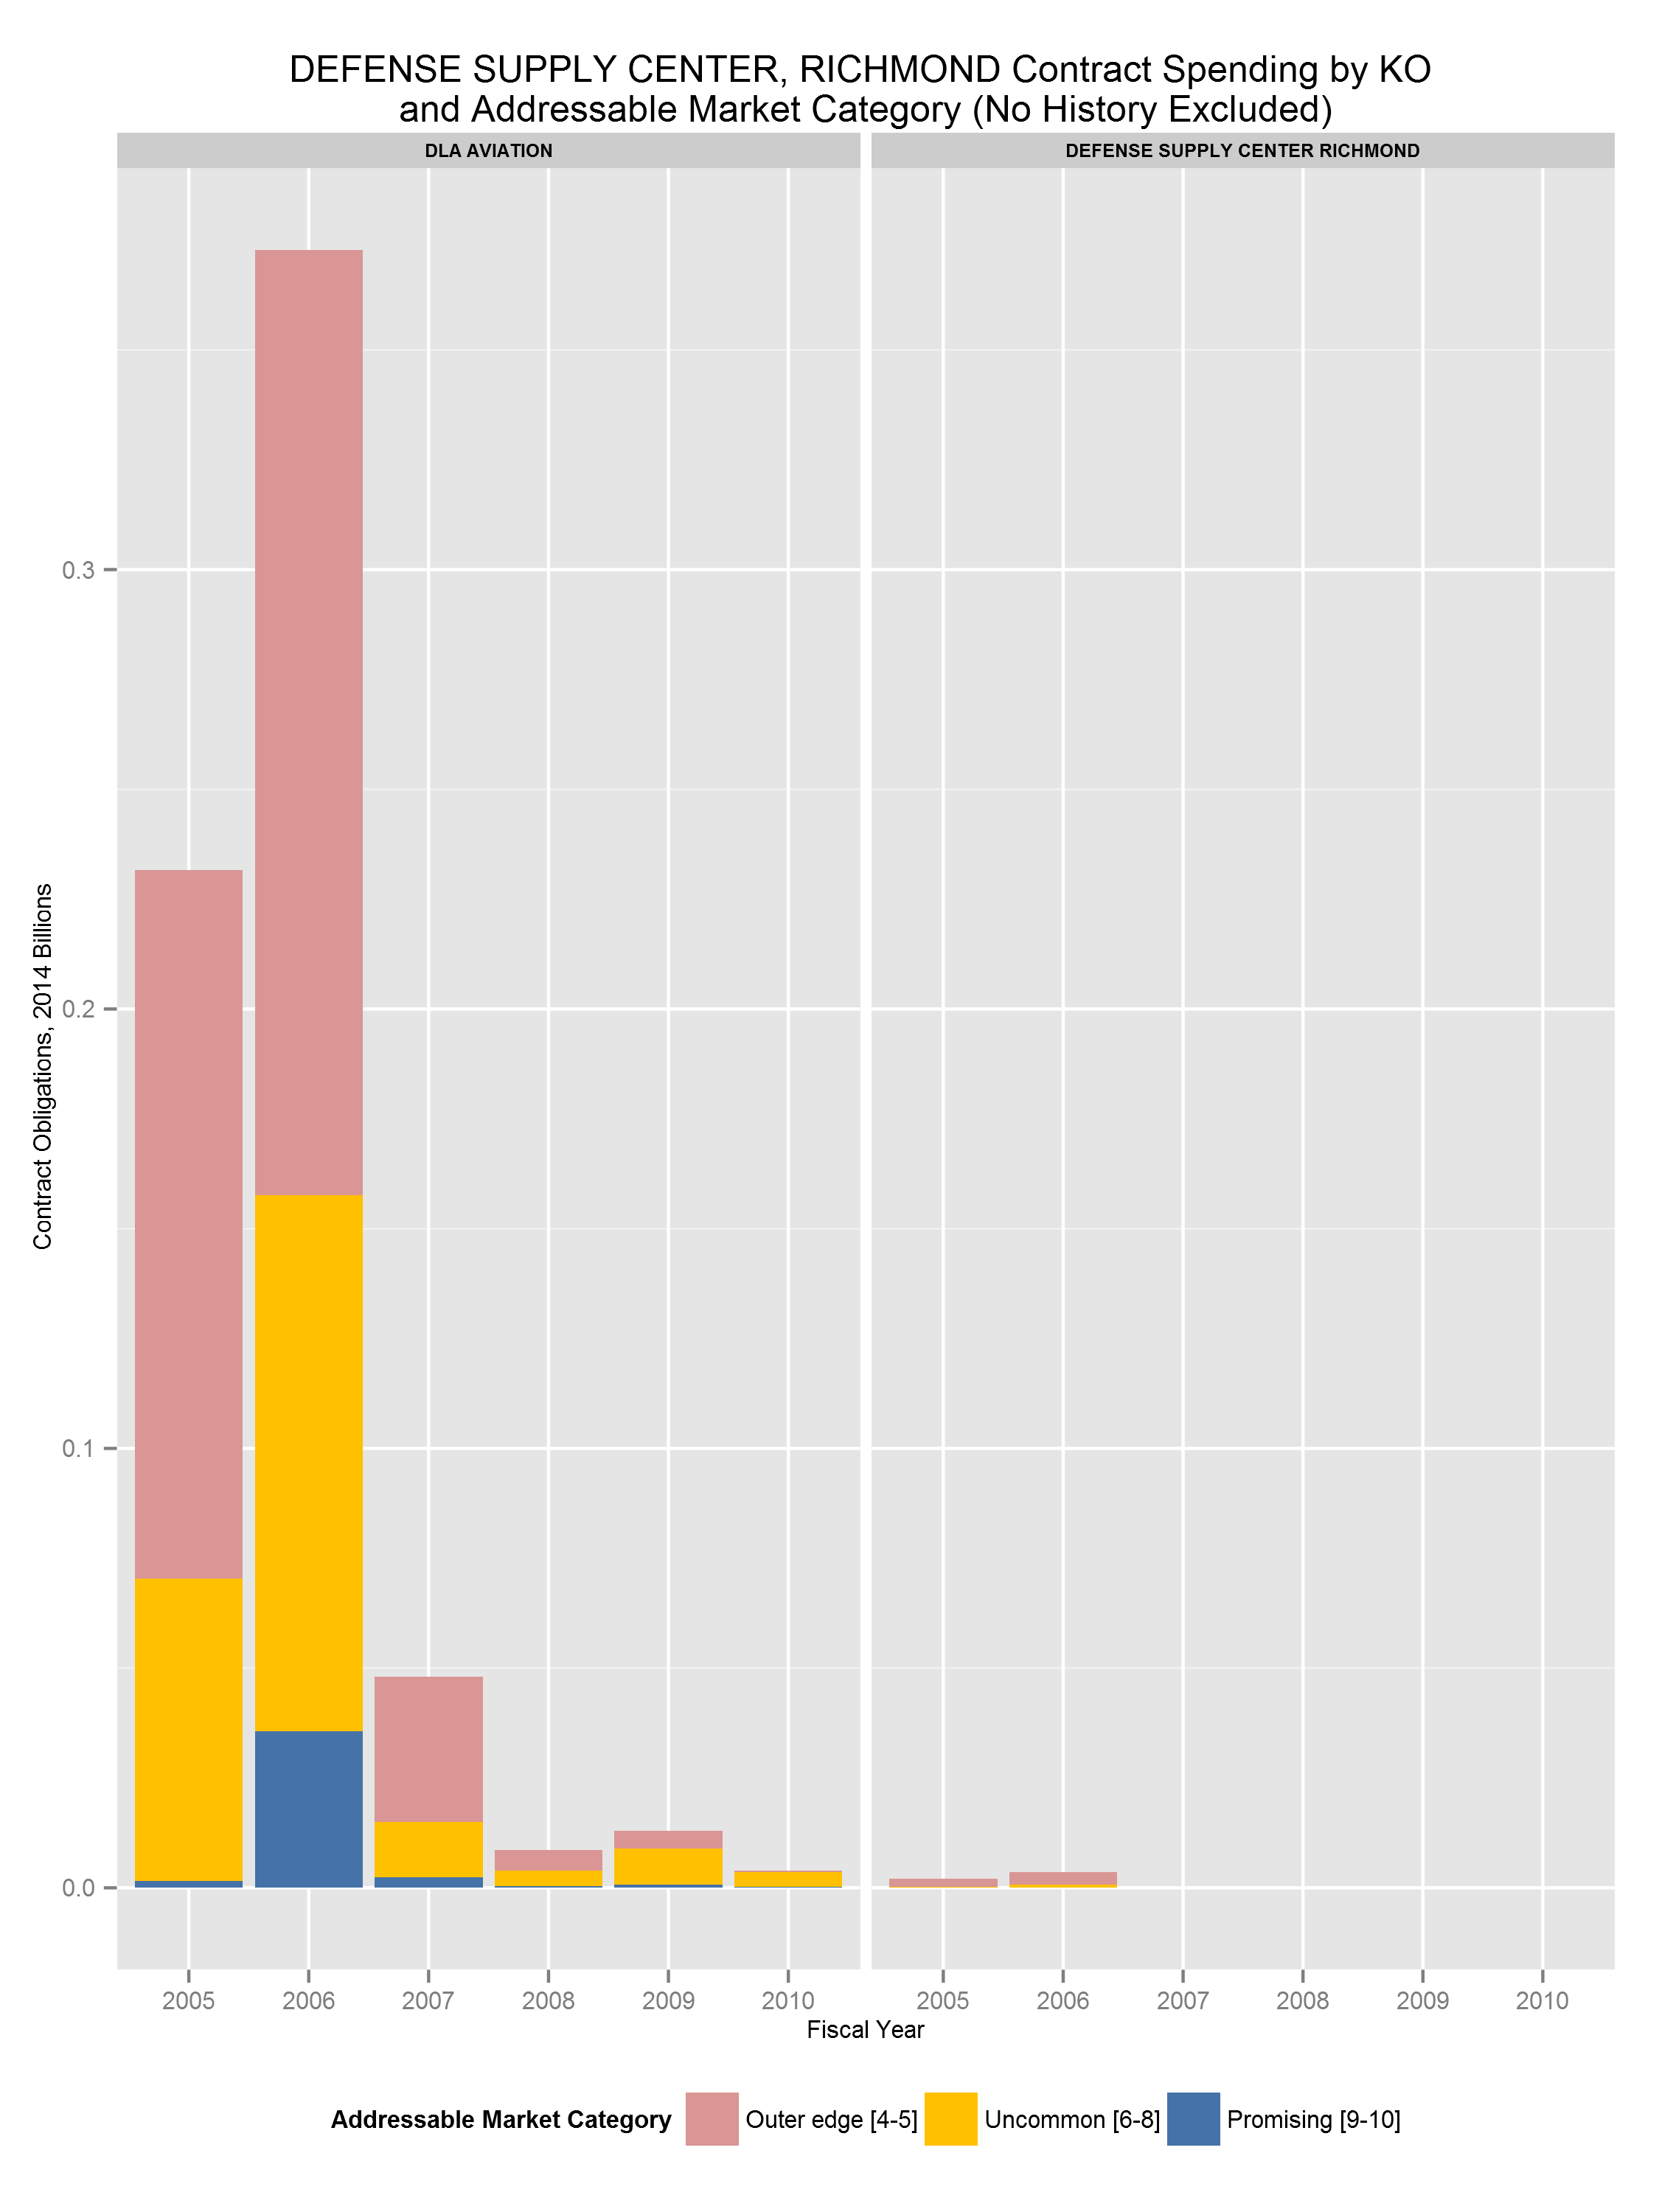 DEFENSE SUPPLY CENTER, RICHMOND Contract Spending by KO
and Addressable Market Category (No History Excluded)
DLA AVIATION
DEFENSE SUPPLY CENTER RICHMOND
Contract Obligations, 2014 Billions
0.3
0.2
0.1
0.0
2005 2006 2007 2008 2009 2010
2005 2006 2007 2008 2009 2010
Fiscal Year
Addressable Market Category Outer edge [4-5] Uncommon [6-8] Promising [9-10]